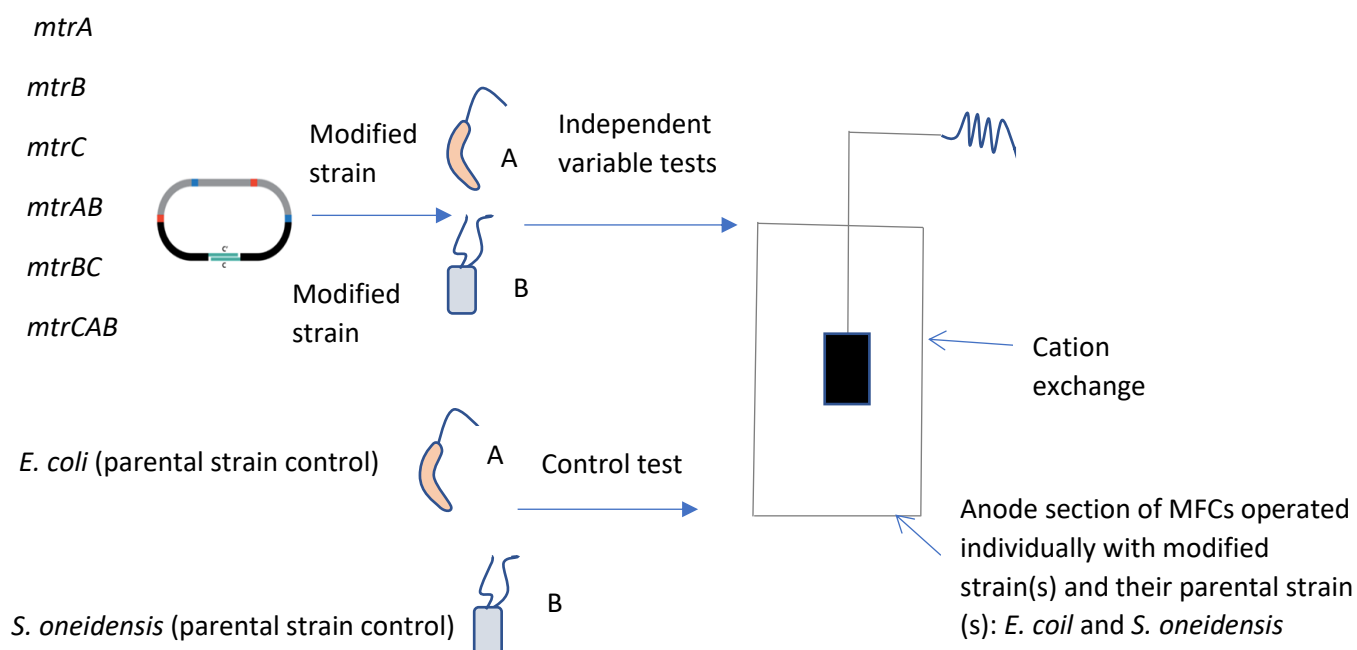 mtrA
mtrB
mtrC
mtrAB
mtrBC
mtrCAB
C'
C
Modified
strain
Modified
strain
A
B
Independent
variable tests
Cation
exchange
E. coli (parental strain control)
A
Control test
S. oneidensis (parental strain control)
B
Anode section of MFCs operated
individually with modified
strain(s) and their parental strain
(s): E. coil and S. oneidensis